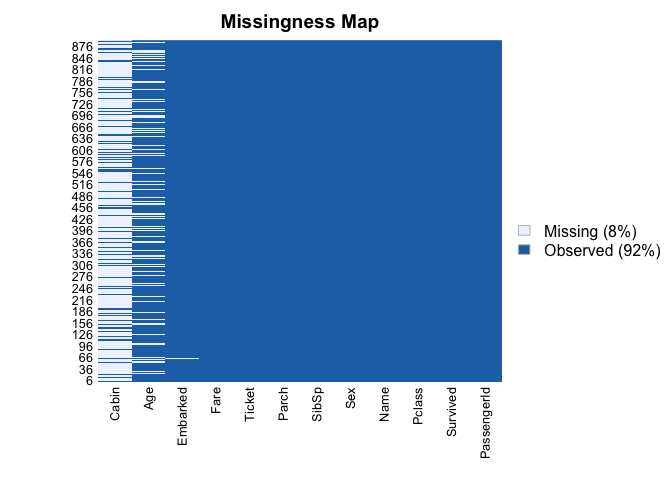 Missingness Map
876
846
816
786
756
726
696
666
636
606
576
546
516
486
456
426
396
366
336
306
276
246
216
186
156
126
96
66
36
6
Missing (8%)
Observed (92%)
Cabin
Age
Embarked
Fare
Ticket
Parch
SibSp
Sex
Name
Pclass
Survived
PassengerId